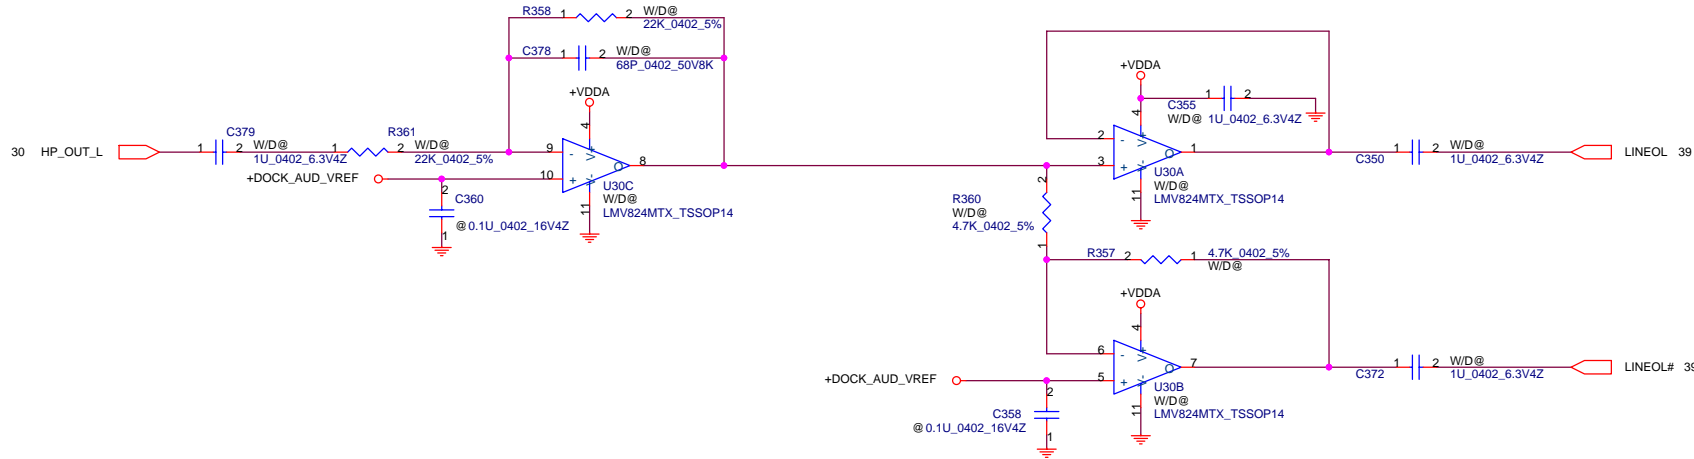 R358 1 2 W/D@
22K_0402_5%
C378 1 2 W/D@
68P_0402_50V8K
+VDDA
4
30 HP_OUT_L
1 C379 2 W/D@
1U_0402_6.3V4Z
1 R361 2 W/D@
22K_0402_5%
9 - V+ O 8
+DOCK_AUD_VREF
10 + V-
11
U30C
W/D@
LMV824MTX_TSSOP14
2
C360
@ 0.1U_0402_16V4Z
1
+VDDA
4
1 2
C355
W/D@ 1U_0402_6.3V4Z
2 - V+ O 1
3 + V-
11
U30A
W/D@
LMV824MTX_TSSOP14
1 2 W/D@
C350 1U_0402_6.3V4Z
LINEOL 39
2
R360
W/D@
4.7K_0402_5%
1
R357 2 1 4.7K_0402_5%
W/D@
+VDDA
4
6 - V+ O 7
+DOCK_AUD_VREF
5 + V-
11
U30B
W/D@
LMV824MTX_TSSOP14
2
C358
@ 0.1U_0402_16V4Z
1
1 2 W/D@
C372 1U_0402_6.3V4Z
LINEOL# 39